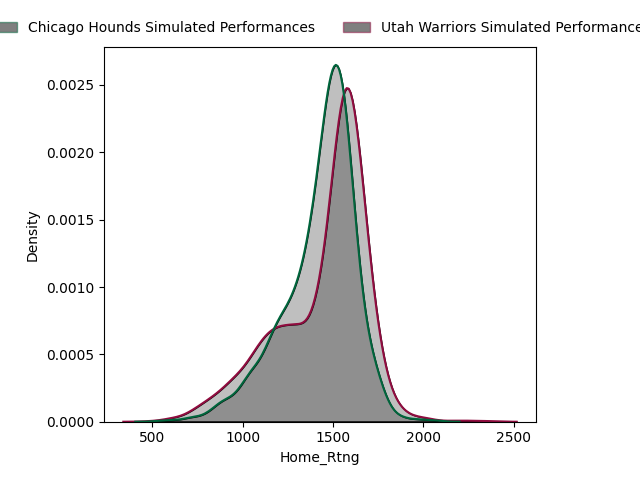 Chicago Hounds Simulated Performances Utah Warriors Simulated Performance
0.0025
0.0020
0.0015
0.0010
0.0005
0.0000
Density
500 1000 1500 2000 2500
Home_Rtng